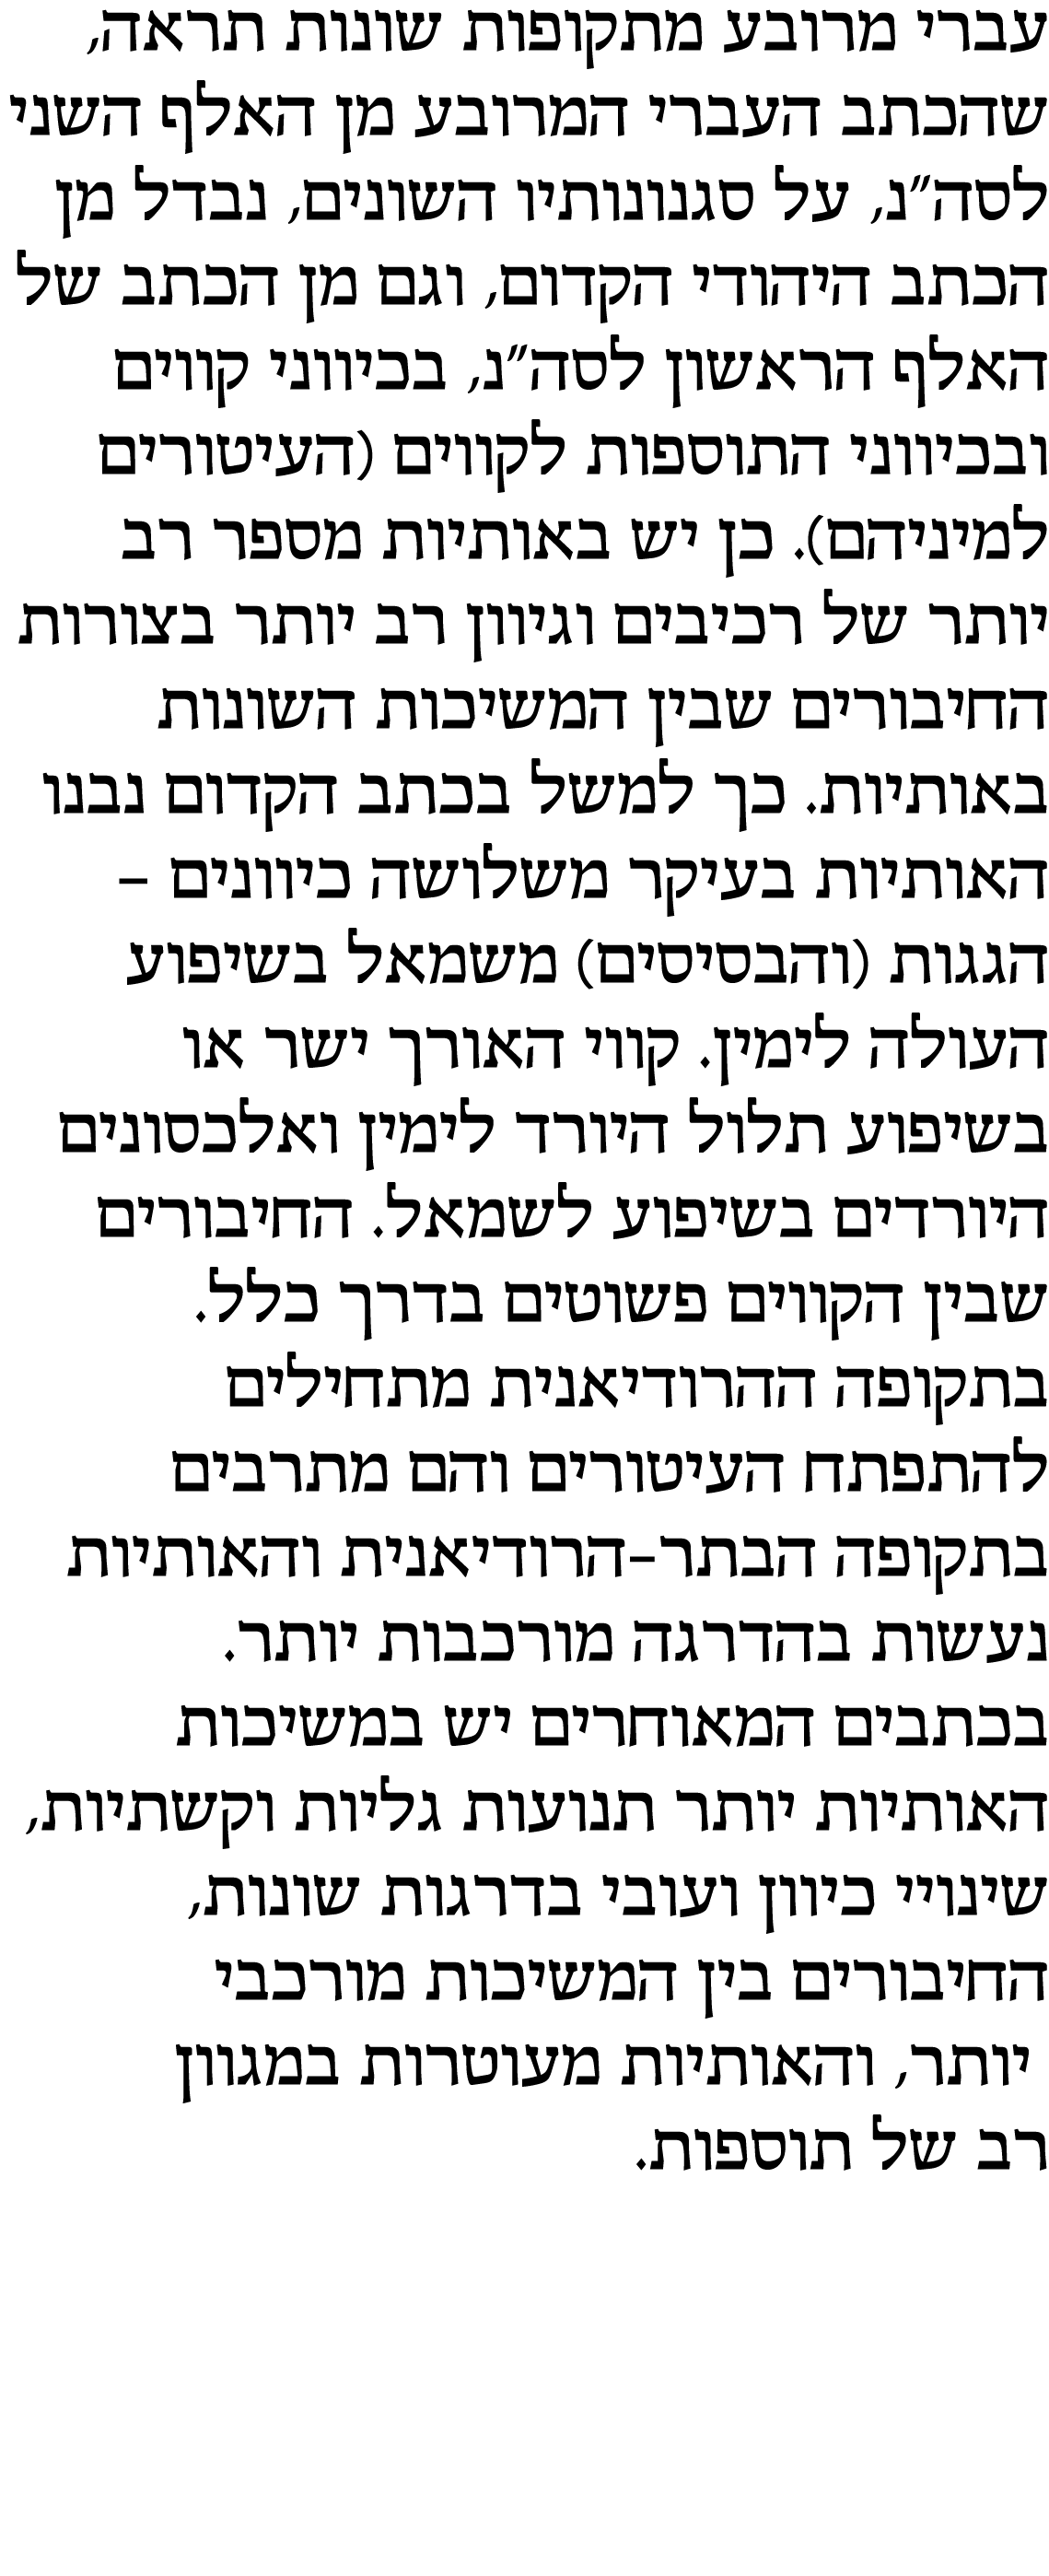 עברי מרובע מתקופות שונות תראה,
שהכתב העברי המרובע מן האלף השני
לסה״נ, על סגנונותיו השונים, נבדל מן
הכתב היהודי הקדום, וגם מן הכתב של
האלף הראשון לסה״נ, בכיווני קווים
ובכיווני התוספות לקווים (העיטורים
למיניהם). כן יש באותיות מספר רב
יותר של רכיבים וגיוון רב יותר בצורות
החיבורים שבין המשיכות השונות
באותיות. כך למשל בכתב הקדום נבנו
האותיות בעיקר משלושה כיוונים –
הגגות (והבסיסים) משמאל בשיפוע
העולה לימין. קווי האורך ישר או
בשיפוע תלול היורד לימין ואלכסונים
היורדים בשיפוע לשמאל. החיבורים
שבין הקווים פשוטים בדרך כלל.
בתקופה ההרודיאנית מתחילים
להתפתח העיטורים והם מתרבים
בתקופה הבתר-הרודיאנית והאותיות
נעשות בהדרגה מורכבות יותר.
בכתבים המאוחרים יש במשיכות
האותיות יותר תנועות גליות וקשתיות,
שינויי כיוון ועובי בדרגות שונות,
החיבורים בין המשיכות מורכבי
יותר, והאותיות מעוטרות במגוון
רב של תוספות.